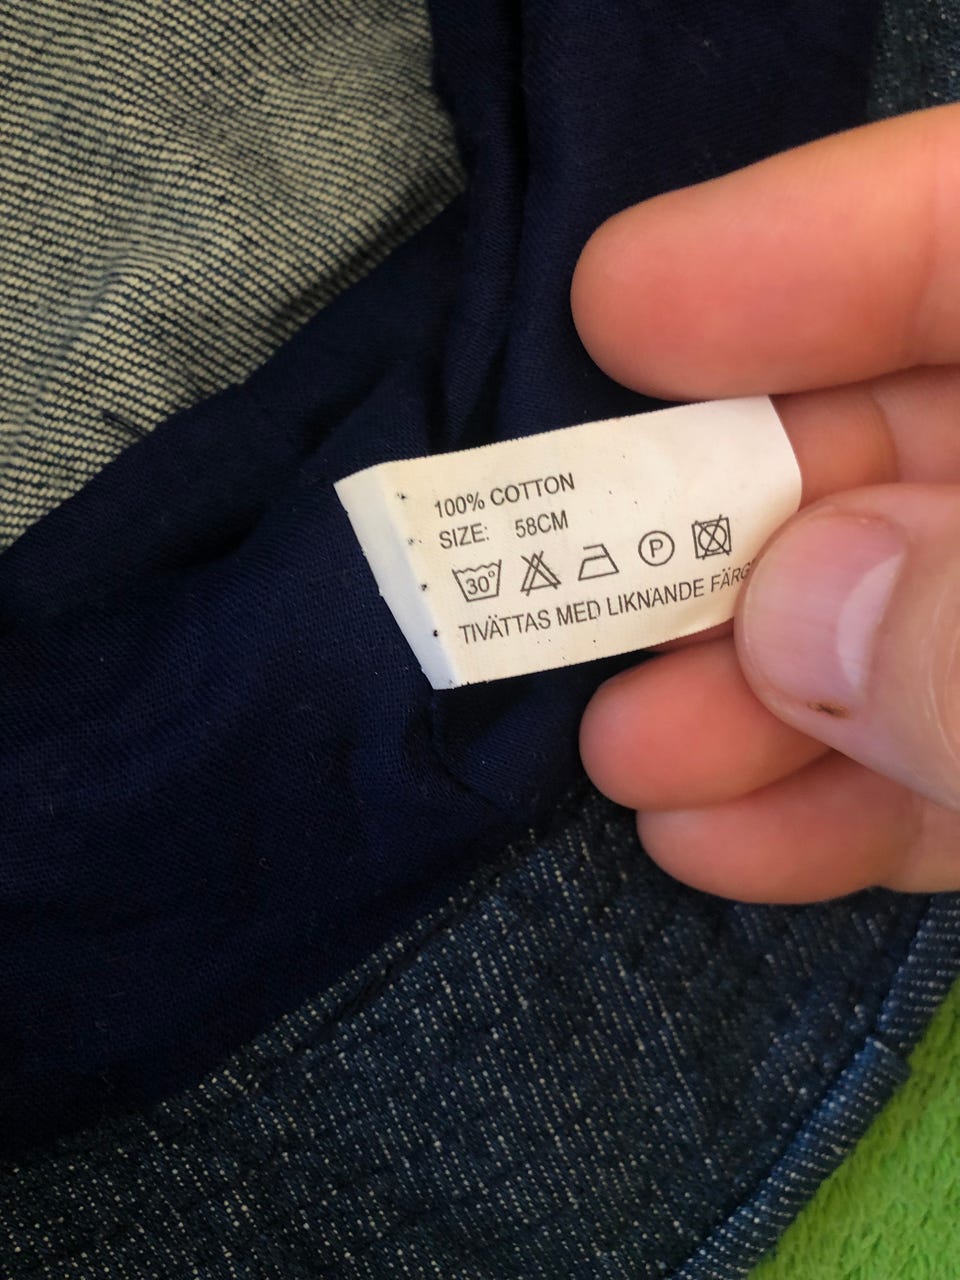 100% COTTON
SIZE: 58CM
30° P
TIVÄTTAS MED LIKNANDE